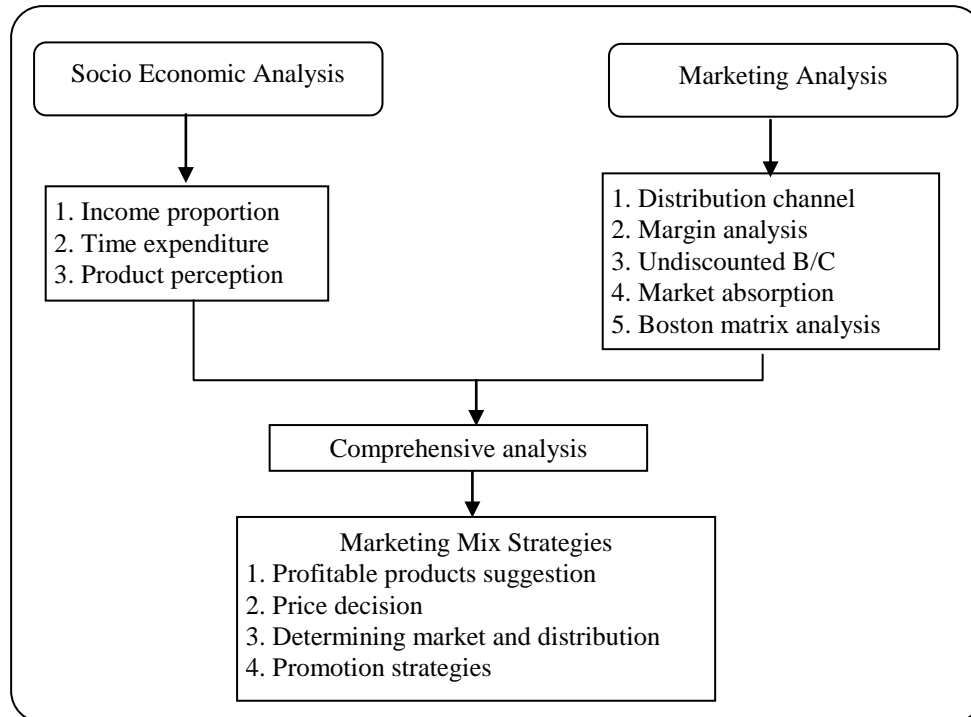 Socio Economic Analysis
Marketing Analysis
1. Income proportion
2. Time expenditure
3. Product perception
1. Distribution channel
2. Margin analysis
3. Undiscounted B/C
4. Market absorption
5. Boston matrix analysis
Comprehensive analysis
Marketing Mix Strategies
1. Profitable products suggestion
2. Price decision
3. Determining market and distribution
4. Promotion strategies